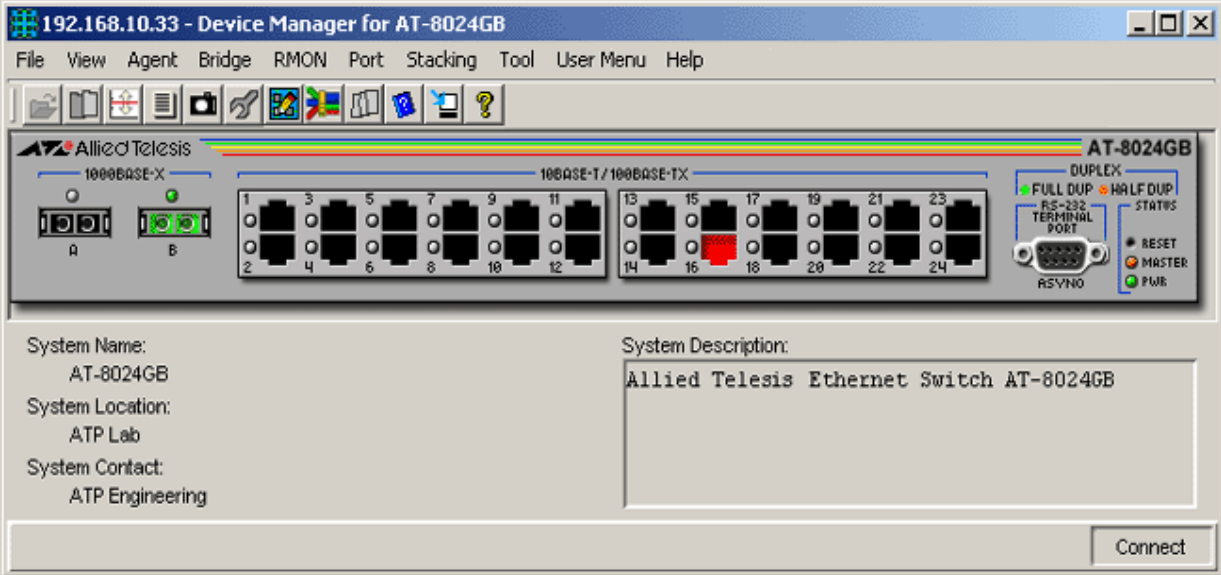 192.168.10.33 - Device Manager for AT-8024GB
File View Agent Bridge RMON Port Stacking Tool User Menu Help
Allied Telesis
AT-8024GB
1000BASE-X
10BASE-T/100BASE-TX
DUPLEX
FULL DUP HALF DUP
A B
1 3 5 7 9 11 13 15 17 19 21 23
2 4 6 8 10 12 14 16 18 20 22 24
RS-232
TERMINAL
PORT
ASYNO
STATUS
RESET
MASTER
PWR
System Name:
AT-8024GB
System Location:
ATP Lab
System Contact:
ATP Engineering
System Description:
Allied Telesis Ethernet Switch AT-8024GB
Connect